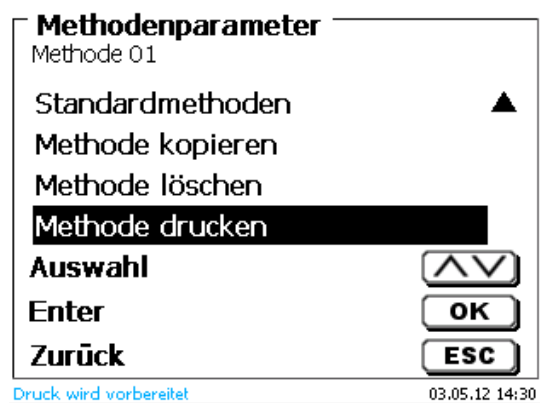 Methodenparameter
Methode 01
Standardmethoden
Methode kopieren
Methode löschen
Methode drucken
Auswahl
Enter OK
Zurück ESC
Druck wird vorbereitet 03.05.12 14:30